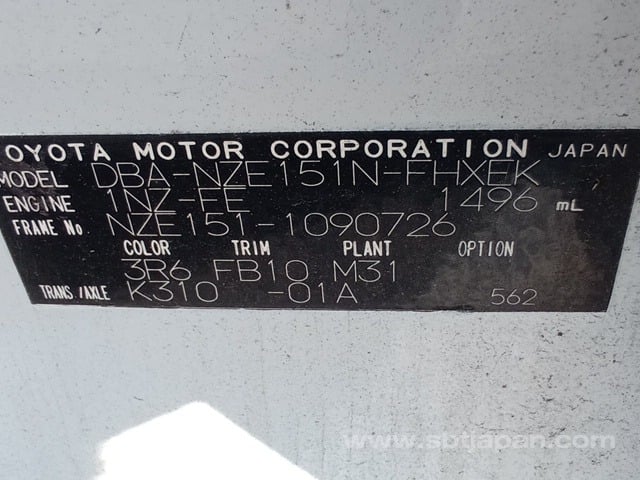 OYOTA MOTOR CORPORATION JAPAN
MODEL DBA-NZE151N-FHXEK
ENGINE 1NZ-FE 1496 mL
FRAME No NZE151-1090726
COLOR TRIM PLANT OPTION
3R6 FB10 M31
TRANS/AXLE K310 -01A 562
www.sbtjapan.com